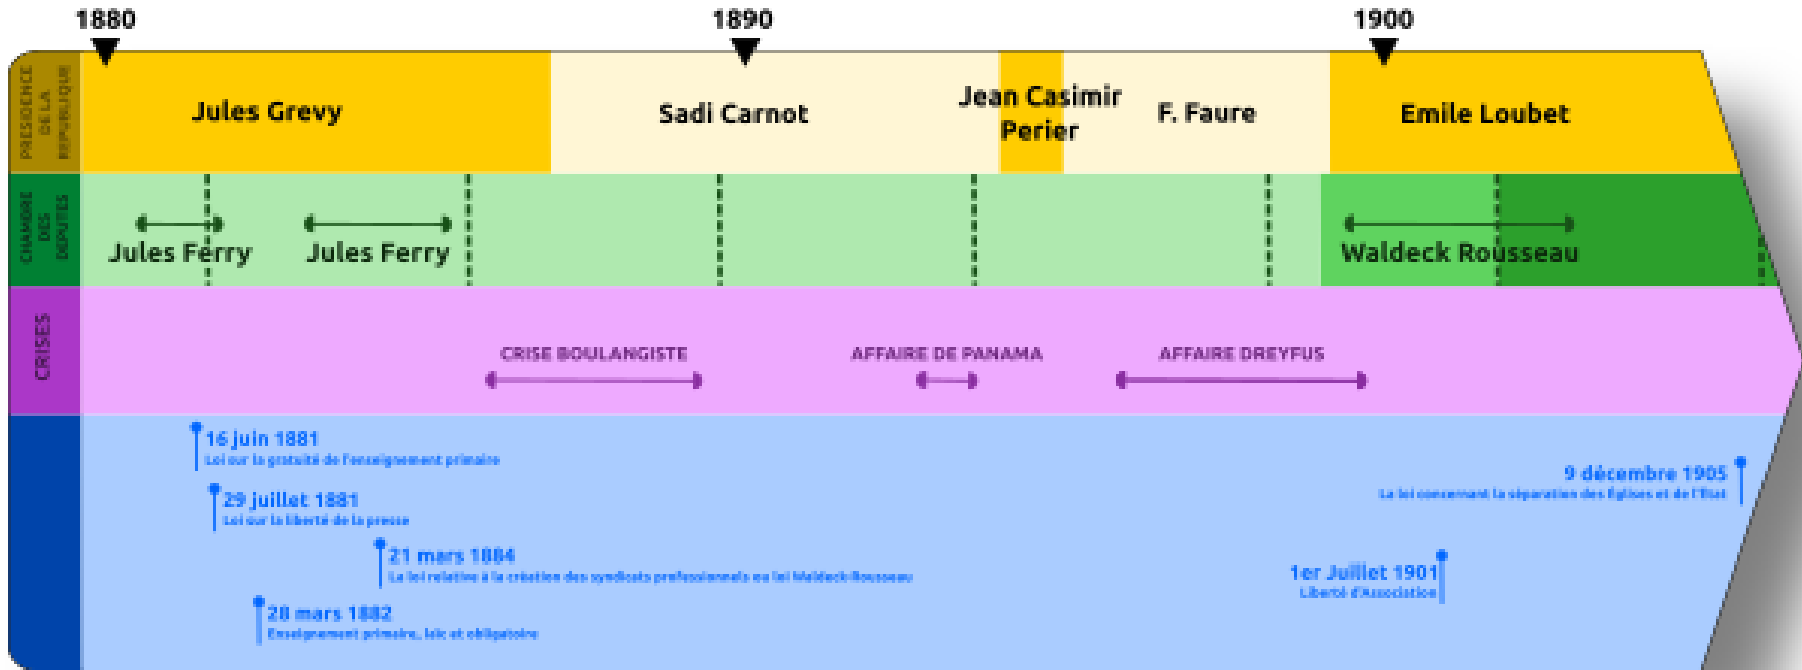 1880
1890
1900
PRESIDENCE
DE LA
REPUBLIQUE
Jules Grevy
Sadi Carnot
Jean Casimir
Perier
F. Faure
Emile Loubet
CHAMBRE
DES
DEPUTES
Jules Ferry
Jules Ferry
Waldeck Rousseau
CRISES
CRISE BOULANGISTE
AFFAIRE DE PANAMA
AFFAIRE DREYFUS
16 juin 1881
Loi sur la gratuité de l'enseignement primaire
29 juillet 1881
Loi sur la liberté de la presse
21 mars 1884
La loi relative à la création des syndicats professionnels ou loi Waldeck-Rousseau
28 mars 1882
Enseignement primaire, laïc et obligatoire
9 décembre 1905
La loi concernant la séparation des Églises et de l'État
1er Juillet 1901
Liberté d'Association